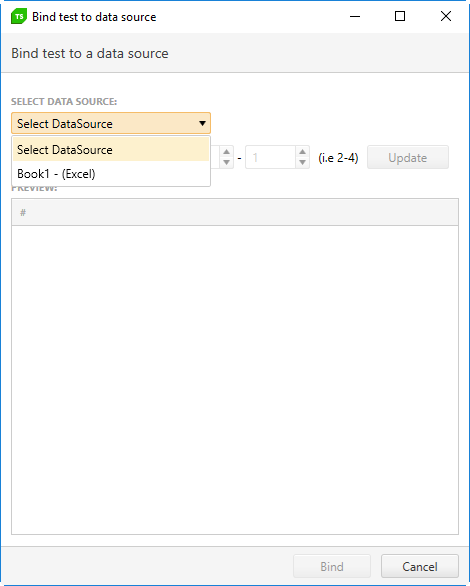 TS Bind test to data source
Bind test to a data source
SELECT DATA SOURCE:
Select DataSource
Select DataSource
Book1 - (Excel)
- 1 (i.e 2-4) Update
PREVIEW:
#
Bind Cancel